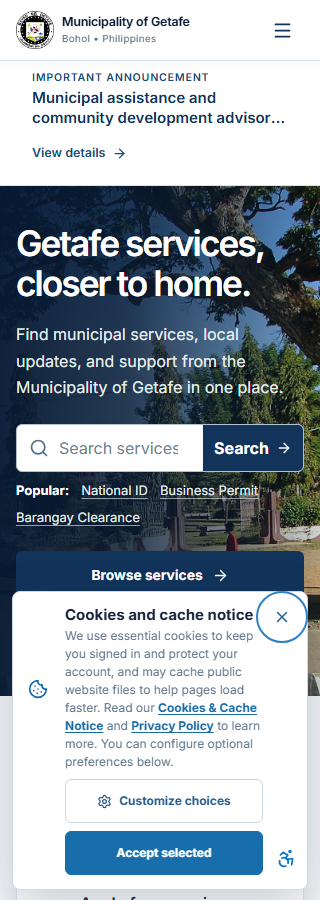 Municipality of Getafe
Bohol • Philippines
IMPORTANT ANNOUNCEMENT
Municipal assistance and
community development advisor...
View details
Getafe services,
closer to home.
Find municipal services, local
updates, and support from the
Municipality of Getafe in one place.
Search services
Search
Popular: National ID Business Permit
Barangay Clearance
Browse services
Cookies and cache notice
We use essential cookies to keep
you signed in and protect your
account, and may cache public
website files to help pages load
faster. Read our Cookies & Cache
Notice and Privacy Policy to learn
more. You can configure optional
preferences below.
Customize choices
Accept selected